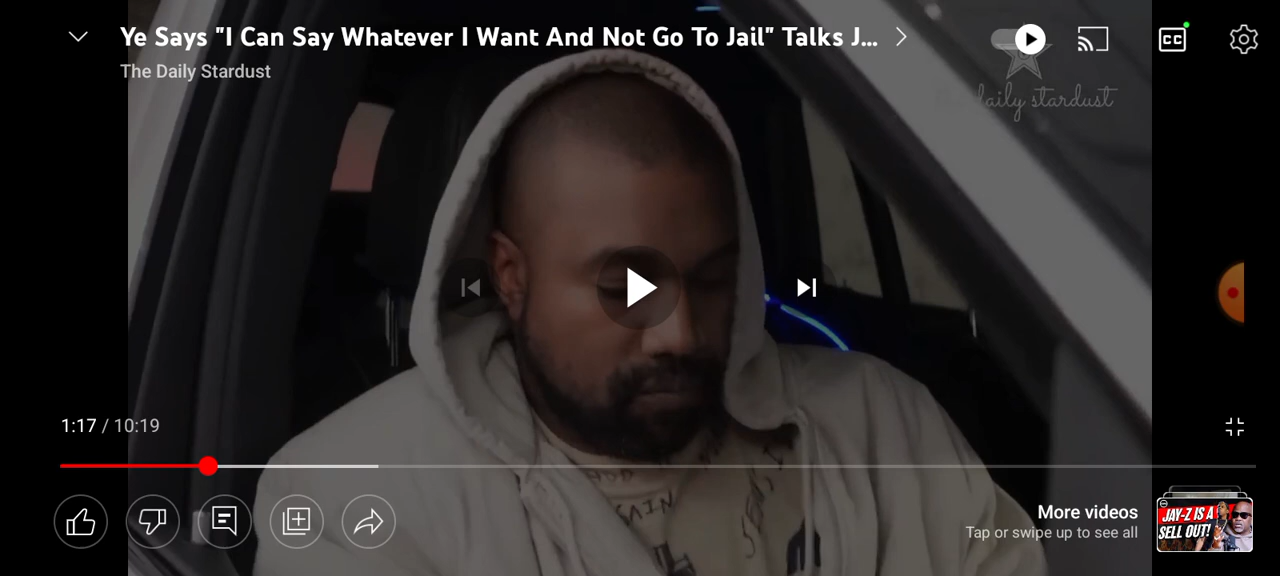 Ye Says "I Can Say Whatever I Want And Not Go To Jail" Talks J...
The Daily Stardust
CC
daily stardust
1:17 / 10:19
More videos
Tap or swipe up to see all
JAY-Z IS A
SELL OUT!